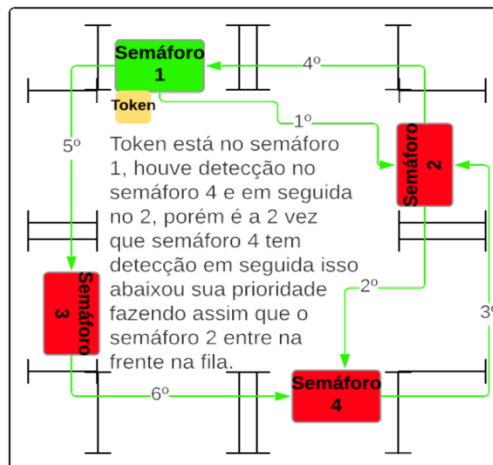 Semáforo
1
4º
Token
1º
5º
Semáforo
2
Token está no semáforo
1, houve detecção no
semáforo 4 e em seguida
no 2, porém é a 2 vez
que semáforo 4 tem
detecção em seguida isso
abaixou sua prioridade
fazendo assim que o
semáforo 2 entre na
frente na fila.
2º
3º
Semáforo
3
6º
Semáforo
4